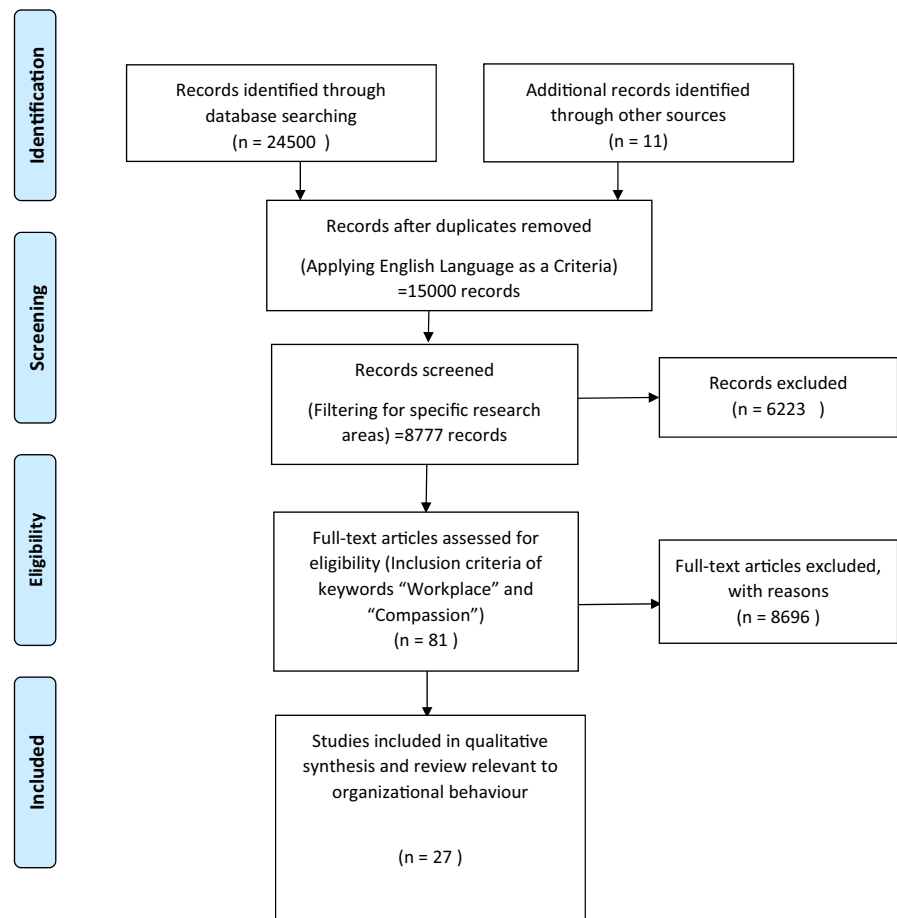 Identification
Records identified through
database searching
(n = 24500 )
Additional records identified
through other sources
(n = 11)
Records after duplicates removed
(Applying English Language as a Criteria)
=15000 records
Screening
Records screened
(Filtering for specific research
areas) =8777 records
Records excluded
(n = 6223 )
Eligibility
Full-text articles assessed for
eligibility (Inclusion criteria of
keywords “Workplace” and
“Compassion”)
(n = 81 )
Full-text articles excluded,
with reasons
(n = 8696 )
Included
Studies included in qualitative
synthesis and review relevant to
organizational behaviour
(n = 27 )